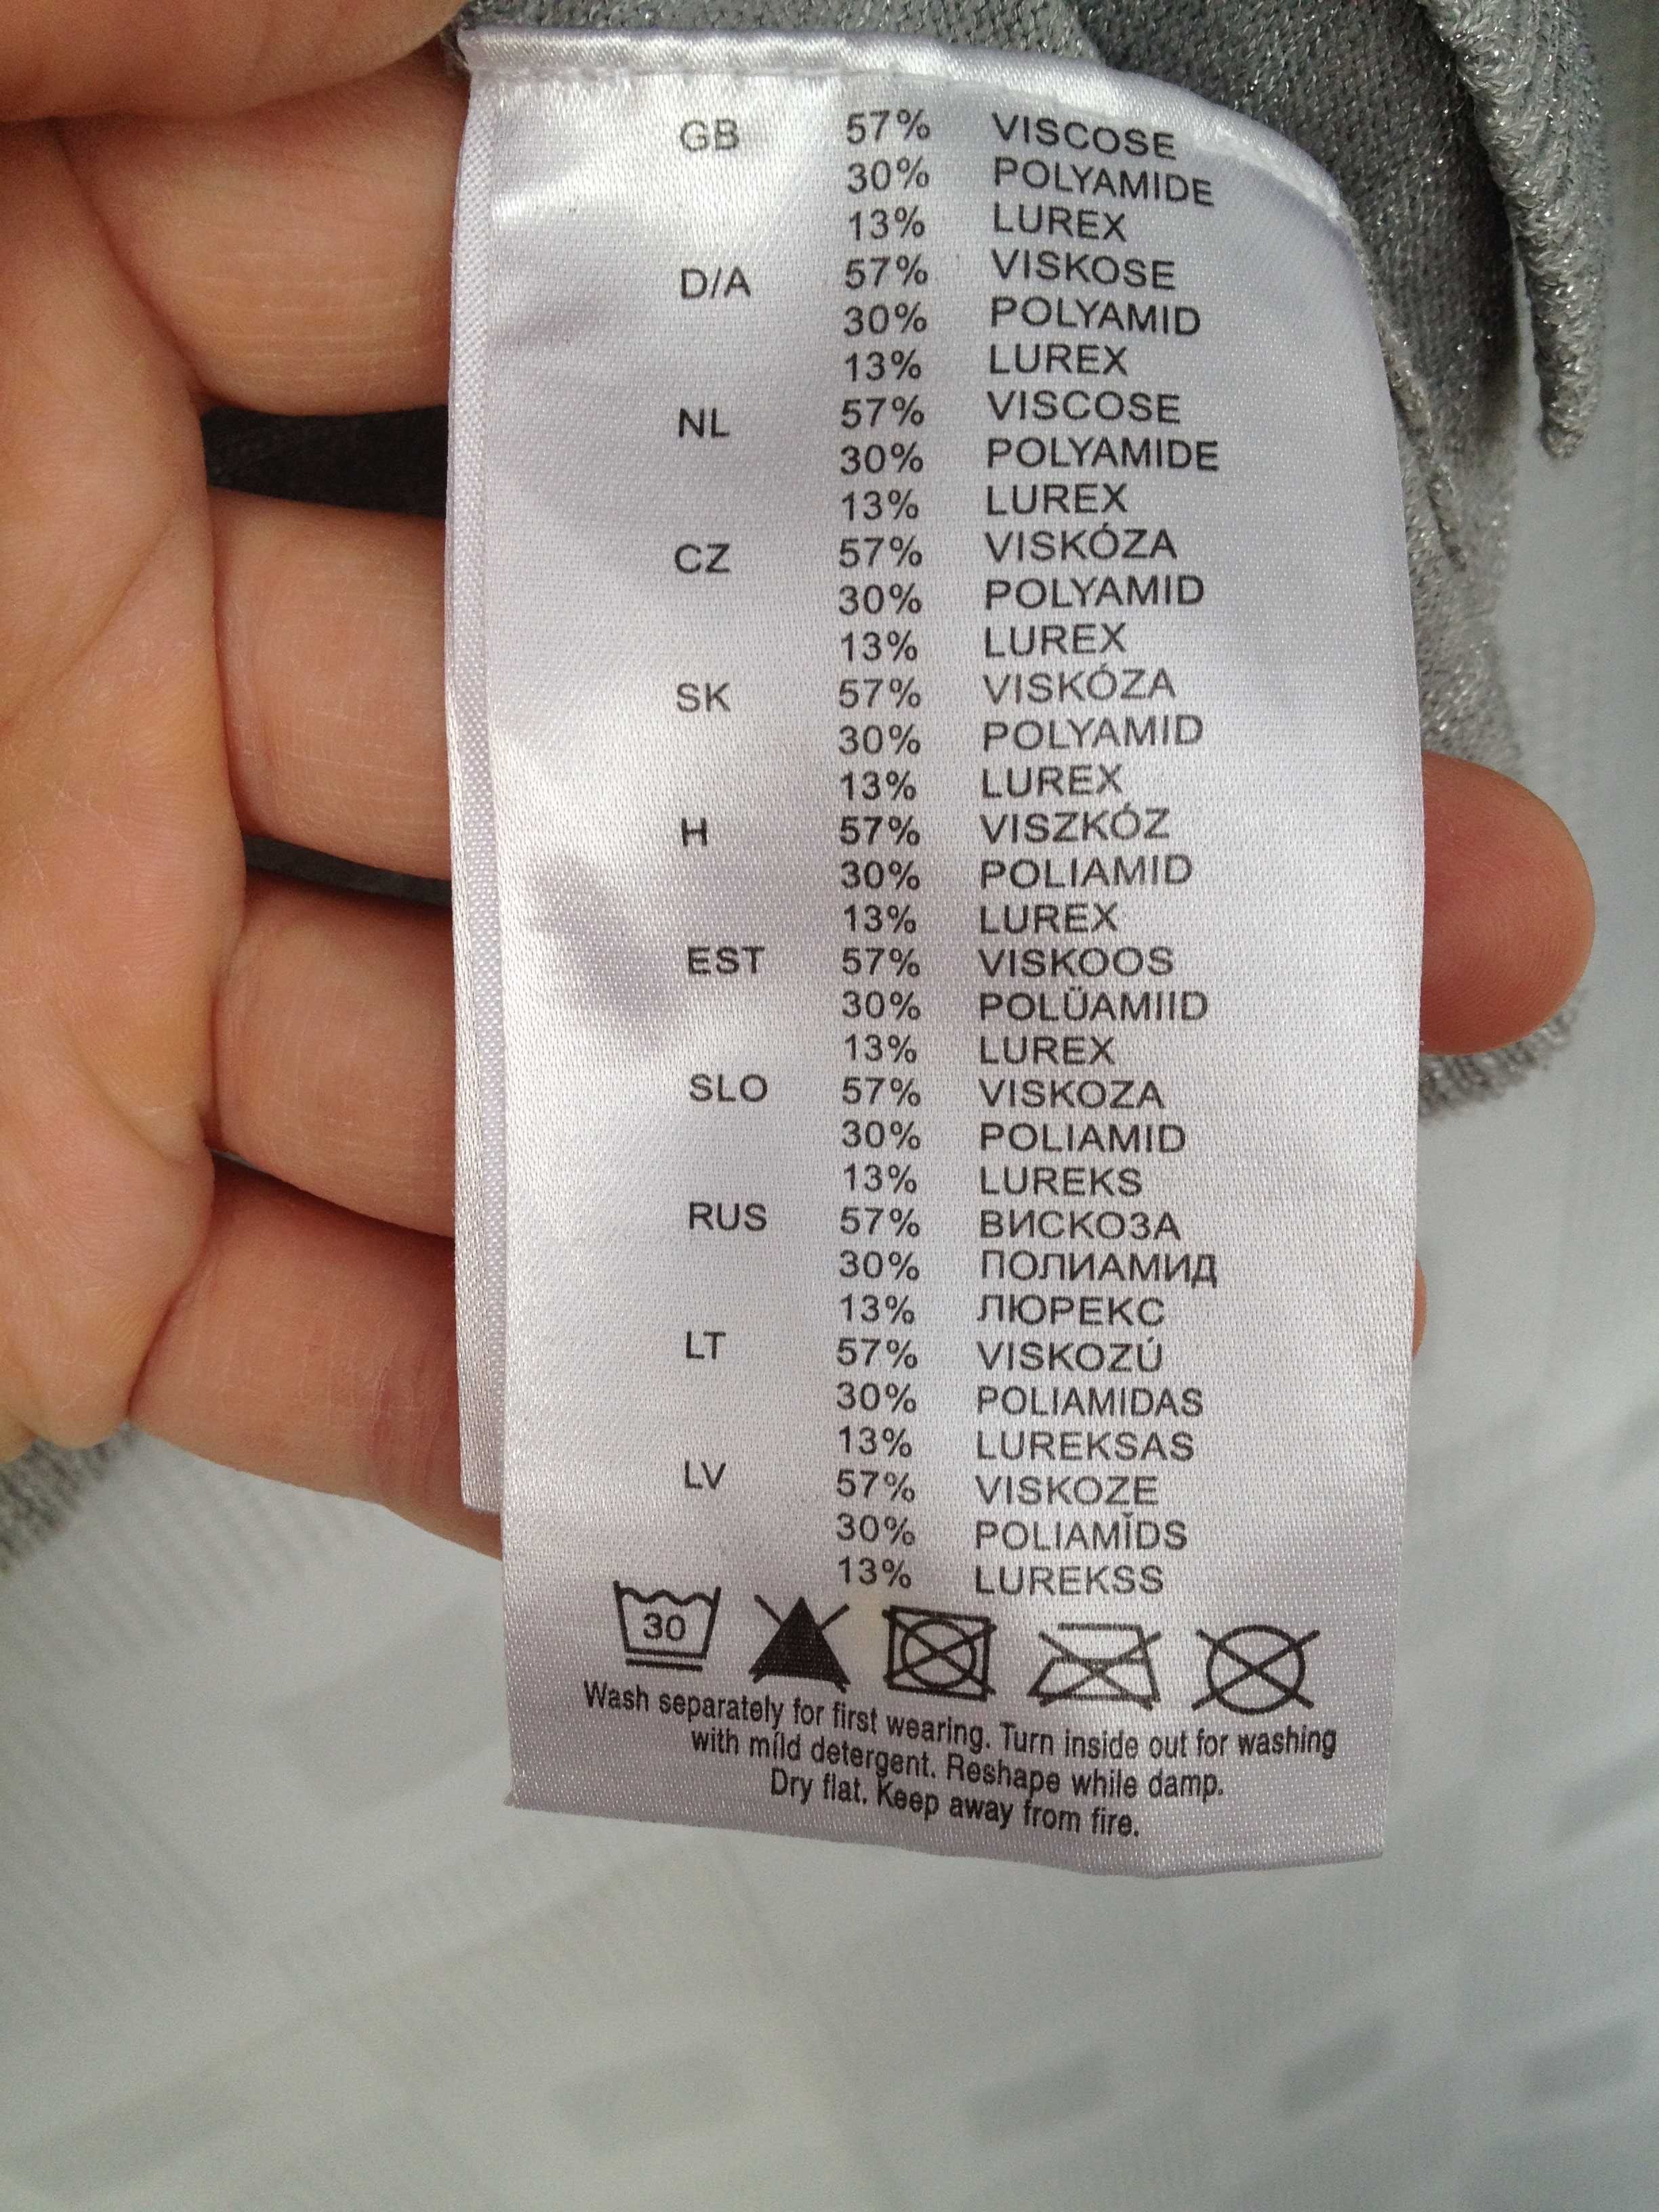 GB 57% VISCOSE
30% POLYAMIDE
13% LUREX
D/A 57% VISKOSE
30% POLYAMID
13% LUREX
NL 57% VISCOSE
30% POLYAMIDE
13% LUREX
CZ 57% VISKÓZA
30% POLYAMID
13% LUREX
SK 57% VISKÓZA
30% POLYAMID
13% LUREX
H 57% VISZKÓZ
30% POLIAMID
13% LUREX
EST 57% VISKOOS
30% POLÜAMIID
13% LUREX
SLO 57% VISKOZA
30% POLIAMID
13% LUREKS
RUS 57% ВИСКОЗА
30% ПОЛИАМИД
13% ЛЮРЕКС
LT 57% VISKOZÚ
30% POLIAMIDAS
13% LUREKSAS
LV 57% VISKOZE
30% POLIAMĬDS
13% LUREKSS
30
Wash separately for first wearing. Turn inside out for washing
with mild detergent. Reshape while damp.
Dry flat. Keep away from fire.